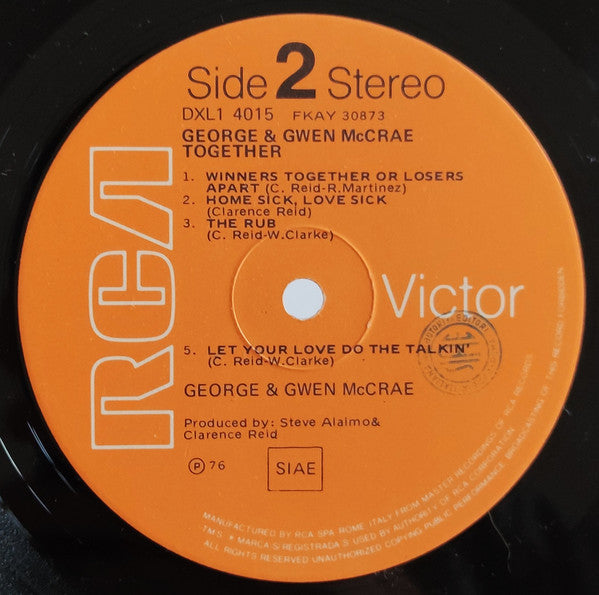 Side 2 Stereo
DXL1 4015 FKAY 30873
GEORGE & GWEN McCRAE
TOGETHER
1. WINNERS TOGETHER OR LOSERS
APART (C. Reid-R.Martinez)
2. HOME SICK, LOVE SICK
(Clarence Reid)
3. THE RUB
(C. Reid-W.Clarke)
RCA
Victor
5. LET YOUR LOVE DO THE TALKIN'
(C. Reid-W.Clarke)
GEORGE & GWEN McCRAE
Produced by: Steve Alaimo&
Clarence Reid
℗ 76
SIAE
MANUFACTURED BY RCA SPA ROME ITALY FROM MASTER RECORDINGS OF RCA RECORDS
TMS ★ MARCA S REGISTRADA S USED BY AUTHORITY OF RCA CORPORATION
ALL RIGHTS RESERVED UNAUTHORIZED COPYING PUBLIC PERFORMANCE BROADCASTING OF THIS RECORD FORBIDDEN